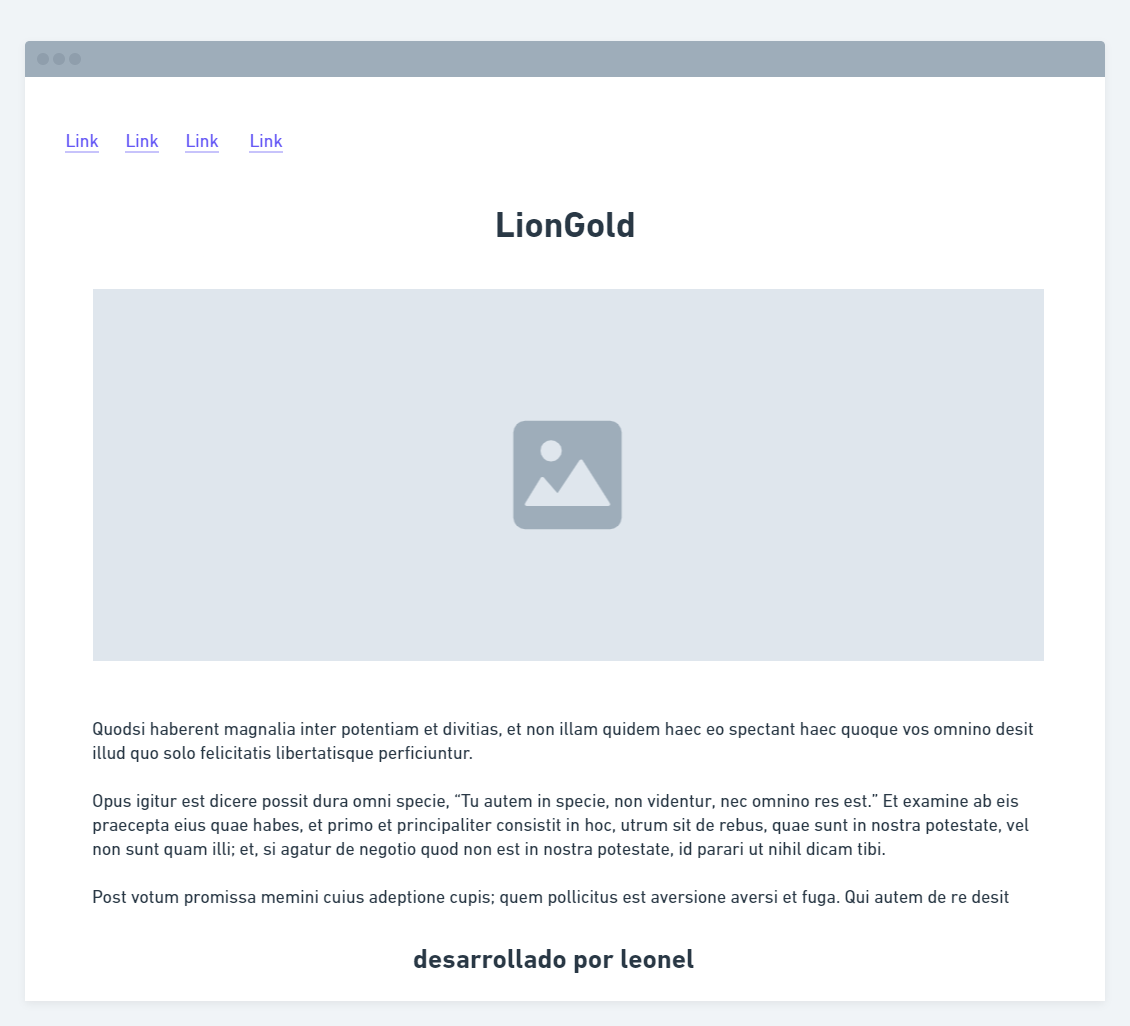 Link Link Link Link
LionGold
Quodsi haberent magnalia inter potentiam et divitias, et non illam quidem haec eo spectant haec quoque vos omnino desit
illud quo solo felicitatis libertatisque perficiuntur.
Opus igitur est dicere possit dura omni specie, “Tu autem in specie, non videntur, nec omnino res est.” Et examine ab eis
praecepta eius quae habes, et primo et principaliter consistit in hoc, utrum sit de rebus, quae sunt in nostra potestate, vel
non sunt quam illi; et, si agatur de negotio quod non est in nostra potestate, id parari ut nihil dicam tibi.
Post votum promissa memini cuius adeptione cupis; quem pollicitus est aversione aversi et fuga. Qui autem de re desit
desarrollado por leonel